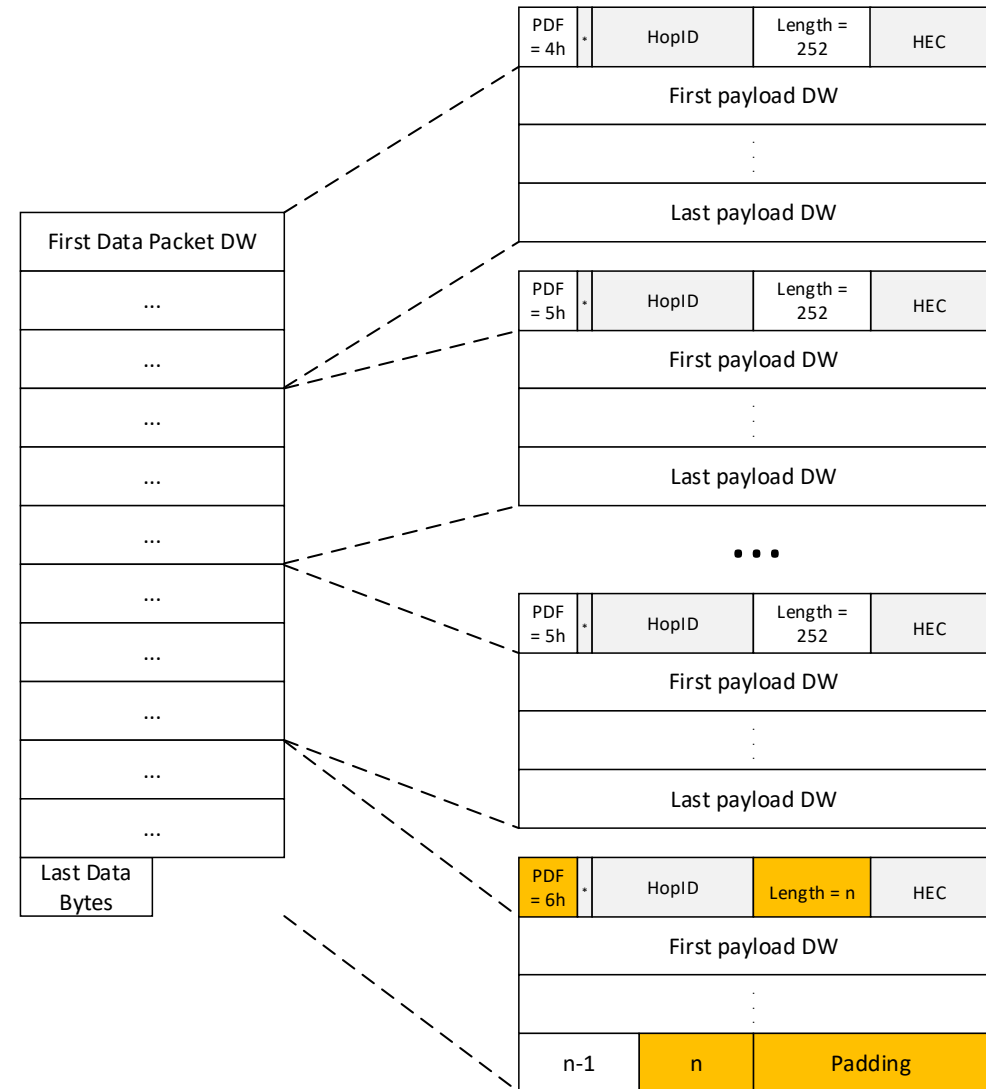 First Data Packet DW
...
...
...
...
...
...
...
...
...
...
Last Data
Bytes
PDF
= 4h
*
HopID
Length =
252
HEC
First payload DW
.
.
.
Last payload DW
PDF
= 5h
*
HopID
Length =
252
HEC
First payload DW
.
.
.
Last payload DW
...
PDF
= 5h
*
HopID
Length =
252
HEC
First payload DW
.
.
.
Last payload DW
PDF
= 6h
*
HopID
Length = n
HEC
First payload DW
.
.
.
n-1
n
Padding